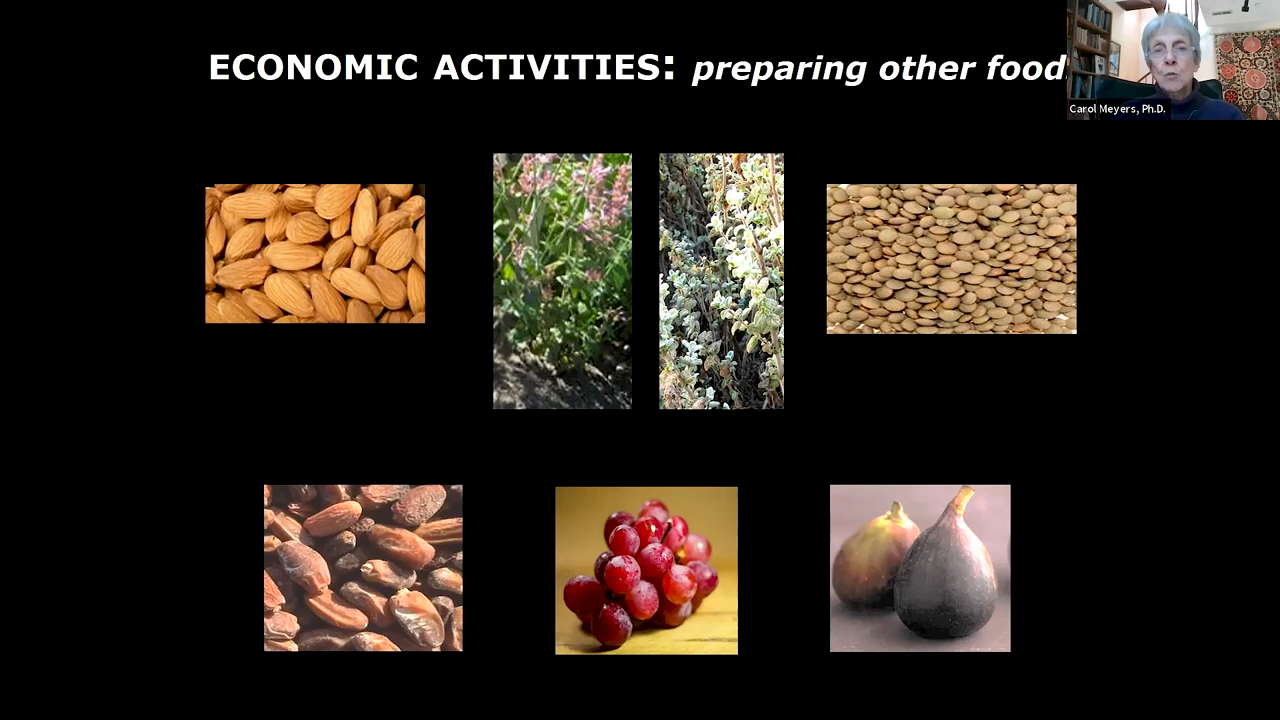 ECONOMIC ACTIVITIES: preparing other food
Carol Meyers, Ph.D.